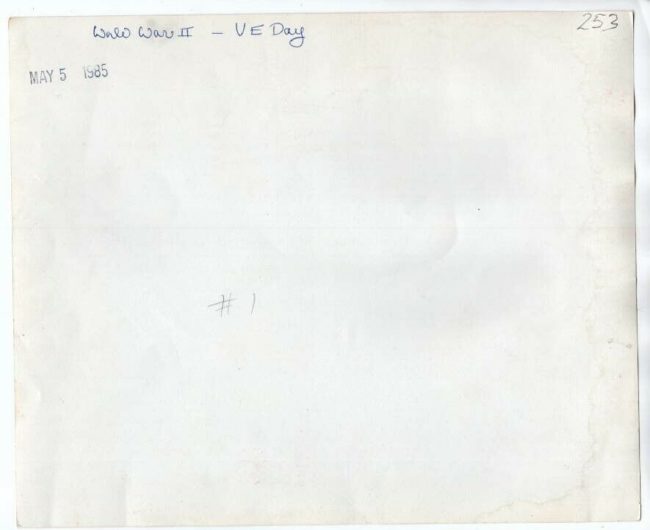 World War II - VE Day
253
MAY 5 1985
# 1